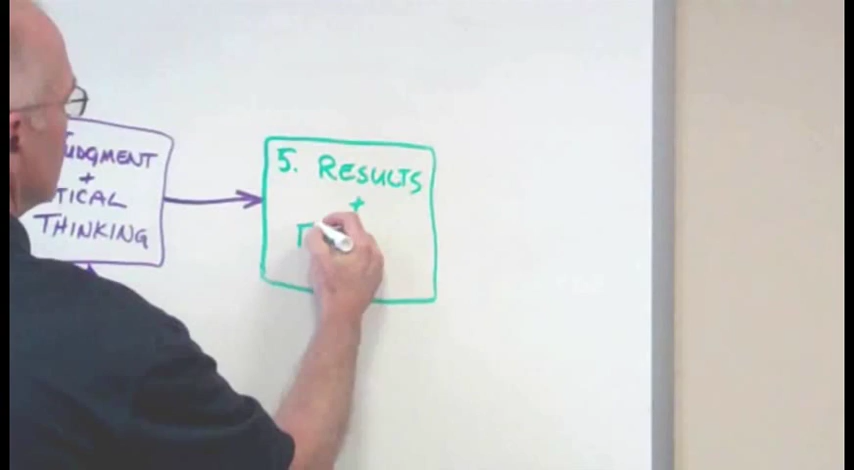 UDGMENT
+
TICAL
THINKING
5. RESULTS
+